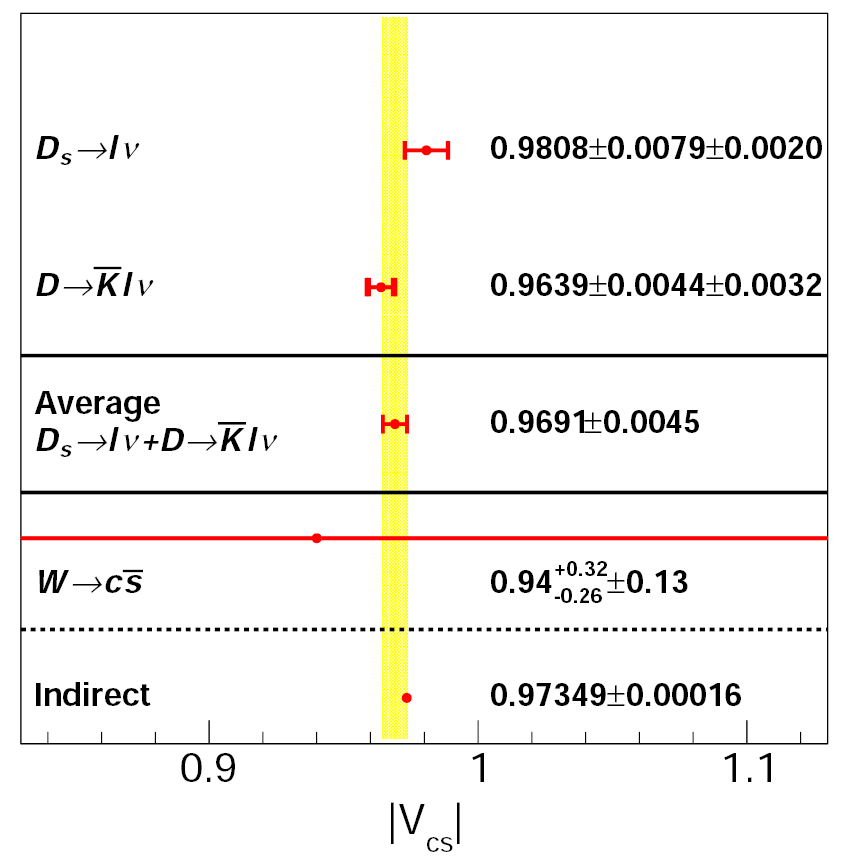 Dₛ→lν 0.9808±0.0079±0.0020
D→K̅lν 0.9639±0.0044±0.0032
Average
Dₛ→lν+D→K̅lν 0.9691±0.0045
W→cs̅ 0.94 +0.32 -0.26 ±0.13
Indirect 0.97349±0.00016
0.9 1 1.1
|V_cs|